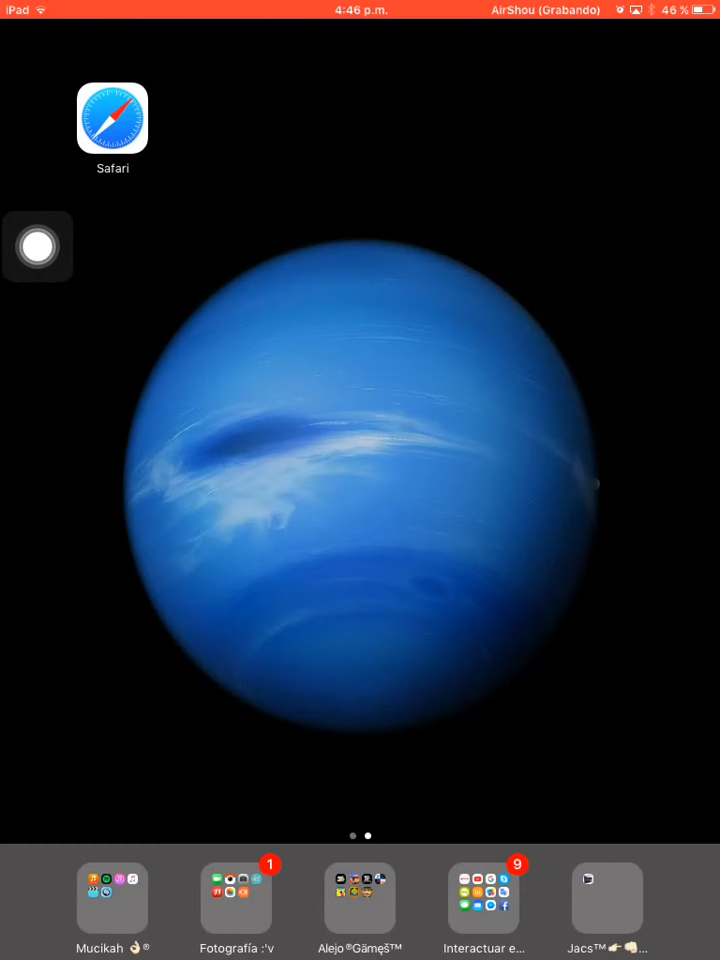 iPad 4:46 p.m. AirShou (Grabando) 46 %
Safari
1
9
Mucikah 👌🏻® Fotografía :'v Alejo®Gämęš™ Interactuar e... Jacs™👉🏻👊🏻...